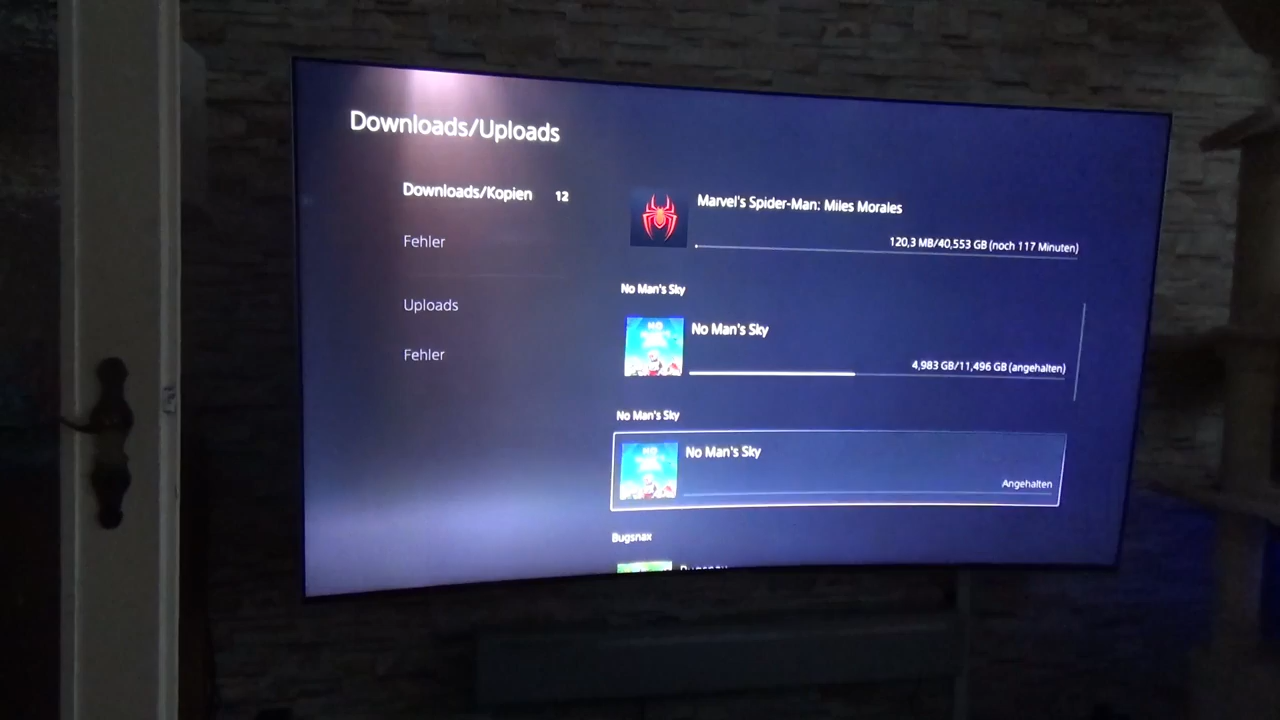 Downloads/Uploads
Downloads/Kopien 12
Fehler
Uploads
Fehler
Marvel's Spider-Man: Miles Morales
120,3 MB/40,553 GB (noch 117 Minuten)
No Man's Sky
No Man's Sky
4,983 GB/11,496 GB (angehalten)
No Man's Sky
No Man's Sky
Angehalten
Bugsnax
Bugsnax